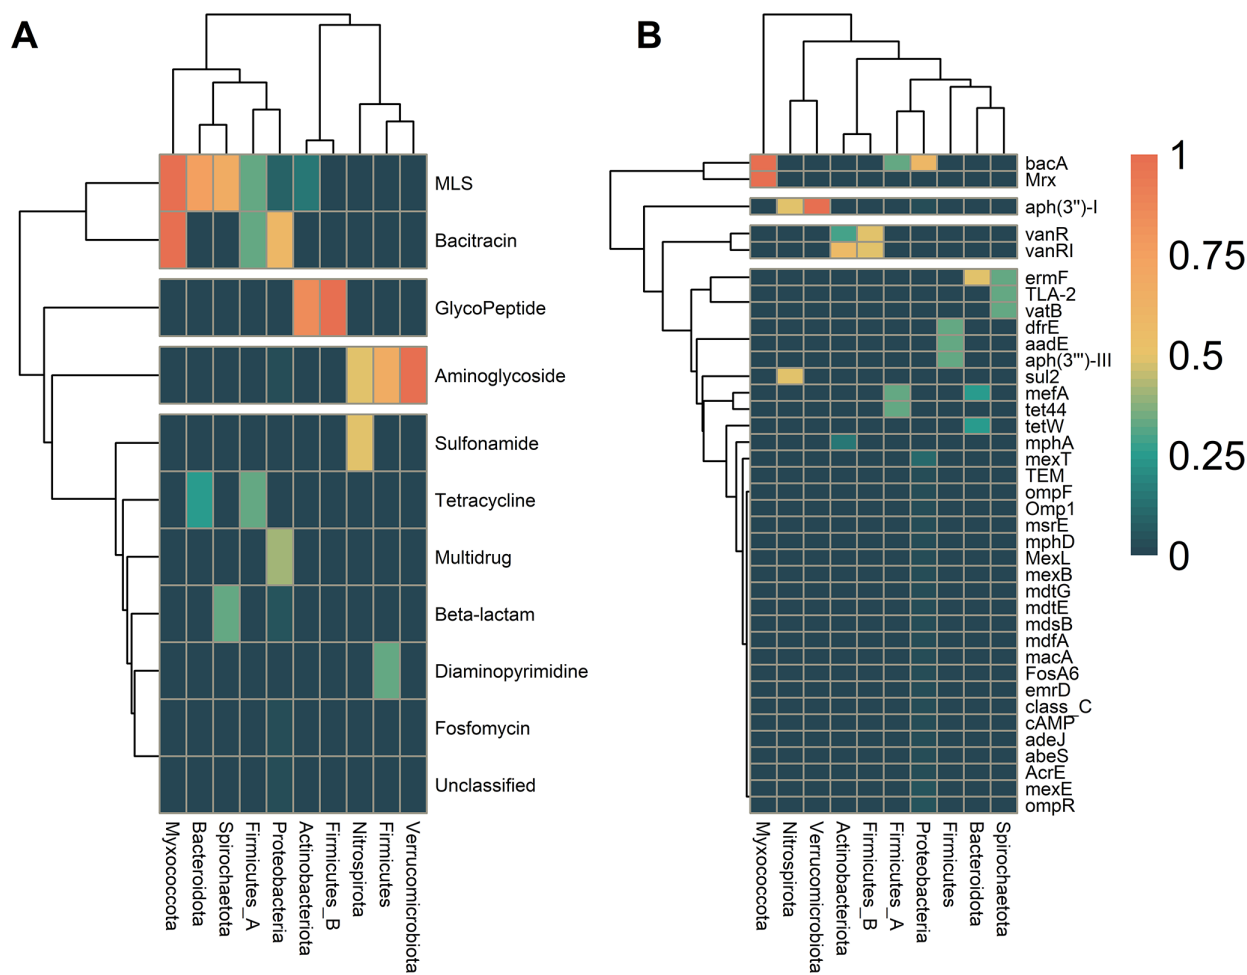 A
B
MLS
Bacitracin
GlycoPeptide
Aminoglycoside
Sulfonamide
Tetracycline
Multidrug
Beta-lactam
Diaminopyrimidine
Fosfomycin
Unclassified
Myxococcota
Bacteroidota
Spirochaetota
Firmicutes_A
Proteobacteria
Actinobacteriota
Firmicutes_B
Nitrospirota
Firmicutes
Verrucomicrobiota
bacA
Mrx
aph(3")-I
vanR
vanRI
ermF
TLA-2
vatB
dfrE
aadE
aph(3''')-III
sul2
mefA
tet44
tetW
mphA
mexT
TEM
ompF
Omp1
msrE
mphD
MexL
mexB
mdtG
mdtE
mdsB
mdfA
macA
FosA6
emrD
class_C
cAMP
adeJ
abeS
AcrE
mexE
ompR
Myxococcota
Nitrospirota
Verrucomicrobiota
Actinobacteriota
Firmicutes_B
Firmicutes_A
Proteobacteria
Firmicutes
Bacteroidota
Spirochaetota
1
0.75
0.5
0.25
0